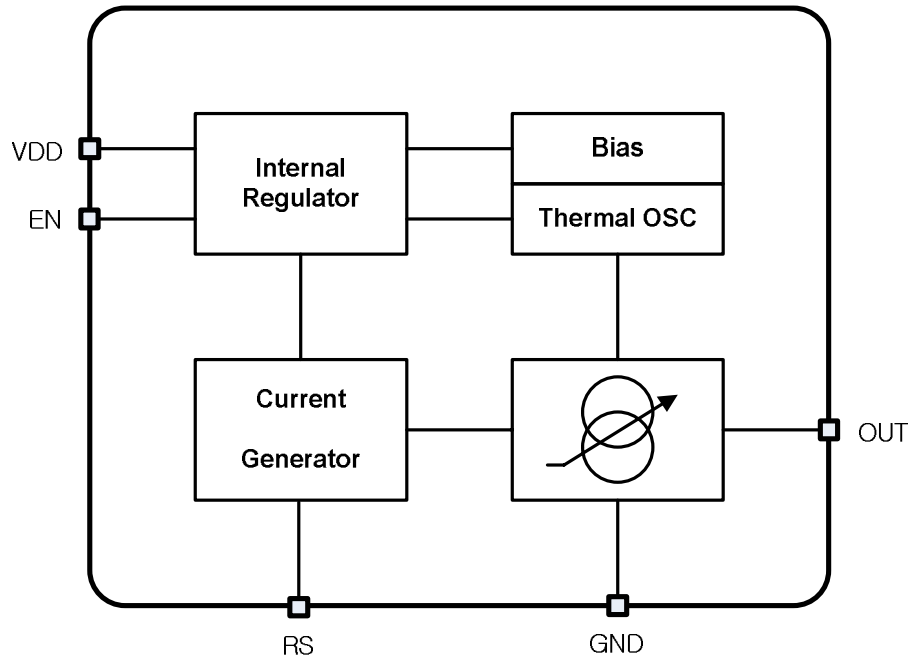 VDD
EN
Internal
Regulator
Bias
Thermal OSC
Current
Generator
OUT
RS
GND